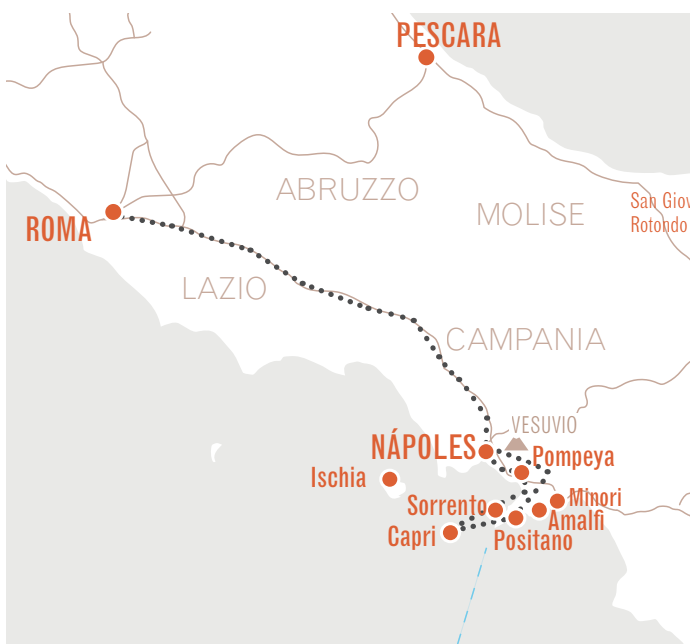 PESCARA
ABRUZZO
MOLISE
San Giov
Rotondo
ROMA
LAZIO
CAMPANIA
VESUVIO
NÁPOLES
Pompeya
Ischia
Minori
Sorrento
Amalfi
Capri
Positano